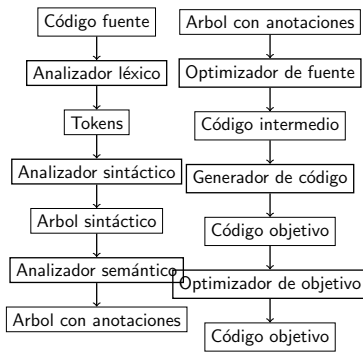 Código fuente
Analizador léxico
Tokens
Analizador sintáctico
Arbol sintáctico
Analizador semántico
Arbol con anotaciones
Arbol con anotaciones
Optimizador de fuente
Código intermedio
Generador de código
Código objetivo
Optimizador de objetivo
Código objetivo